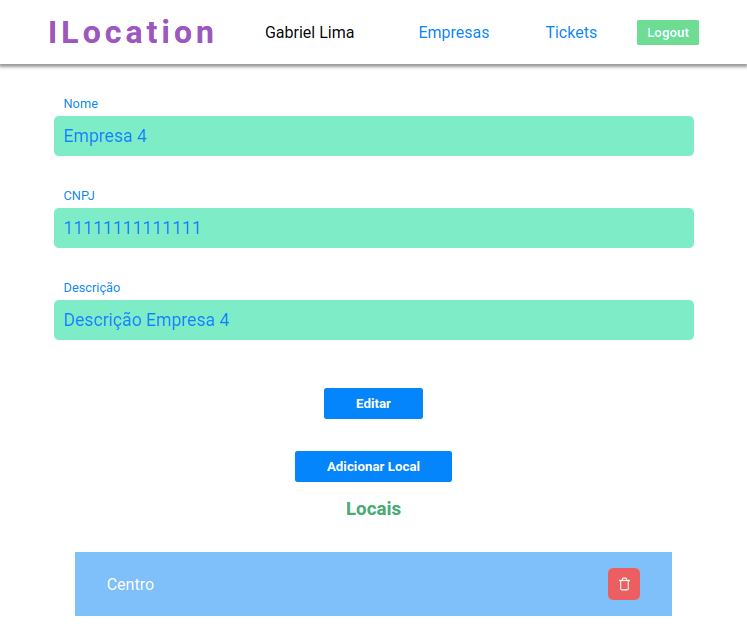 ILocation Gabriel Lima Empresas Tickets Logout
Nome
Empresa 4
CNPJ
11111111111111
Descrição
Descrição Empresa 4
Editar
Adicionar Local
Locais
Centro